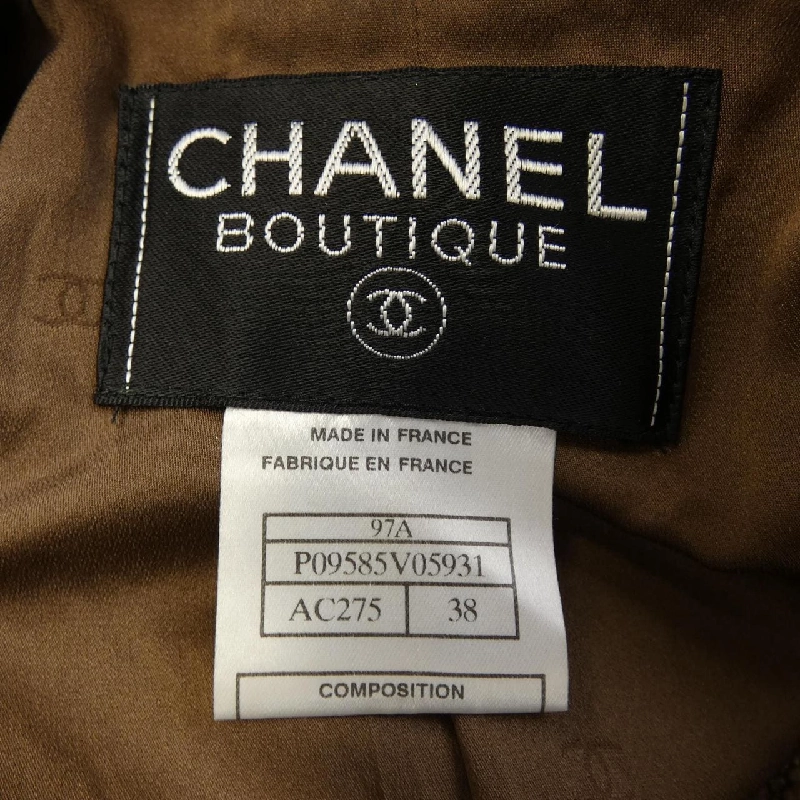 CHANEL
BOUTIQUE
MADE IN FRANCE
FABRIQUE EN FRANCE
97A
P09585V05931
AC275 38
COMPOSITION